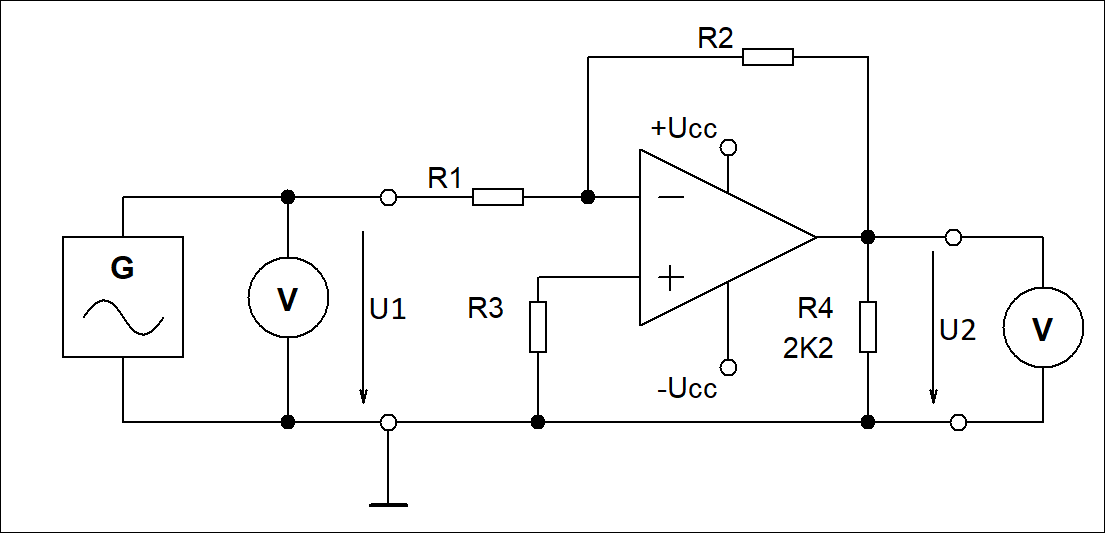 R2
+Ucc
R1
−
G
+
V
U1
R3
R4
2K2
U2
V
-Ucc